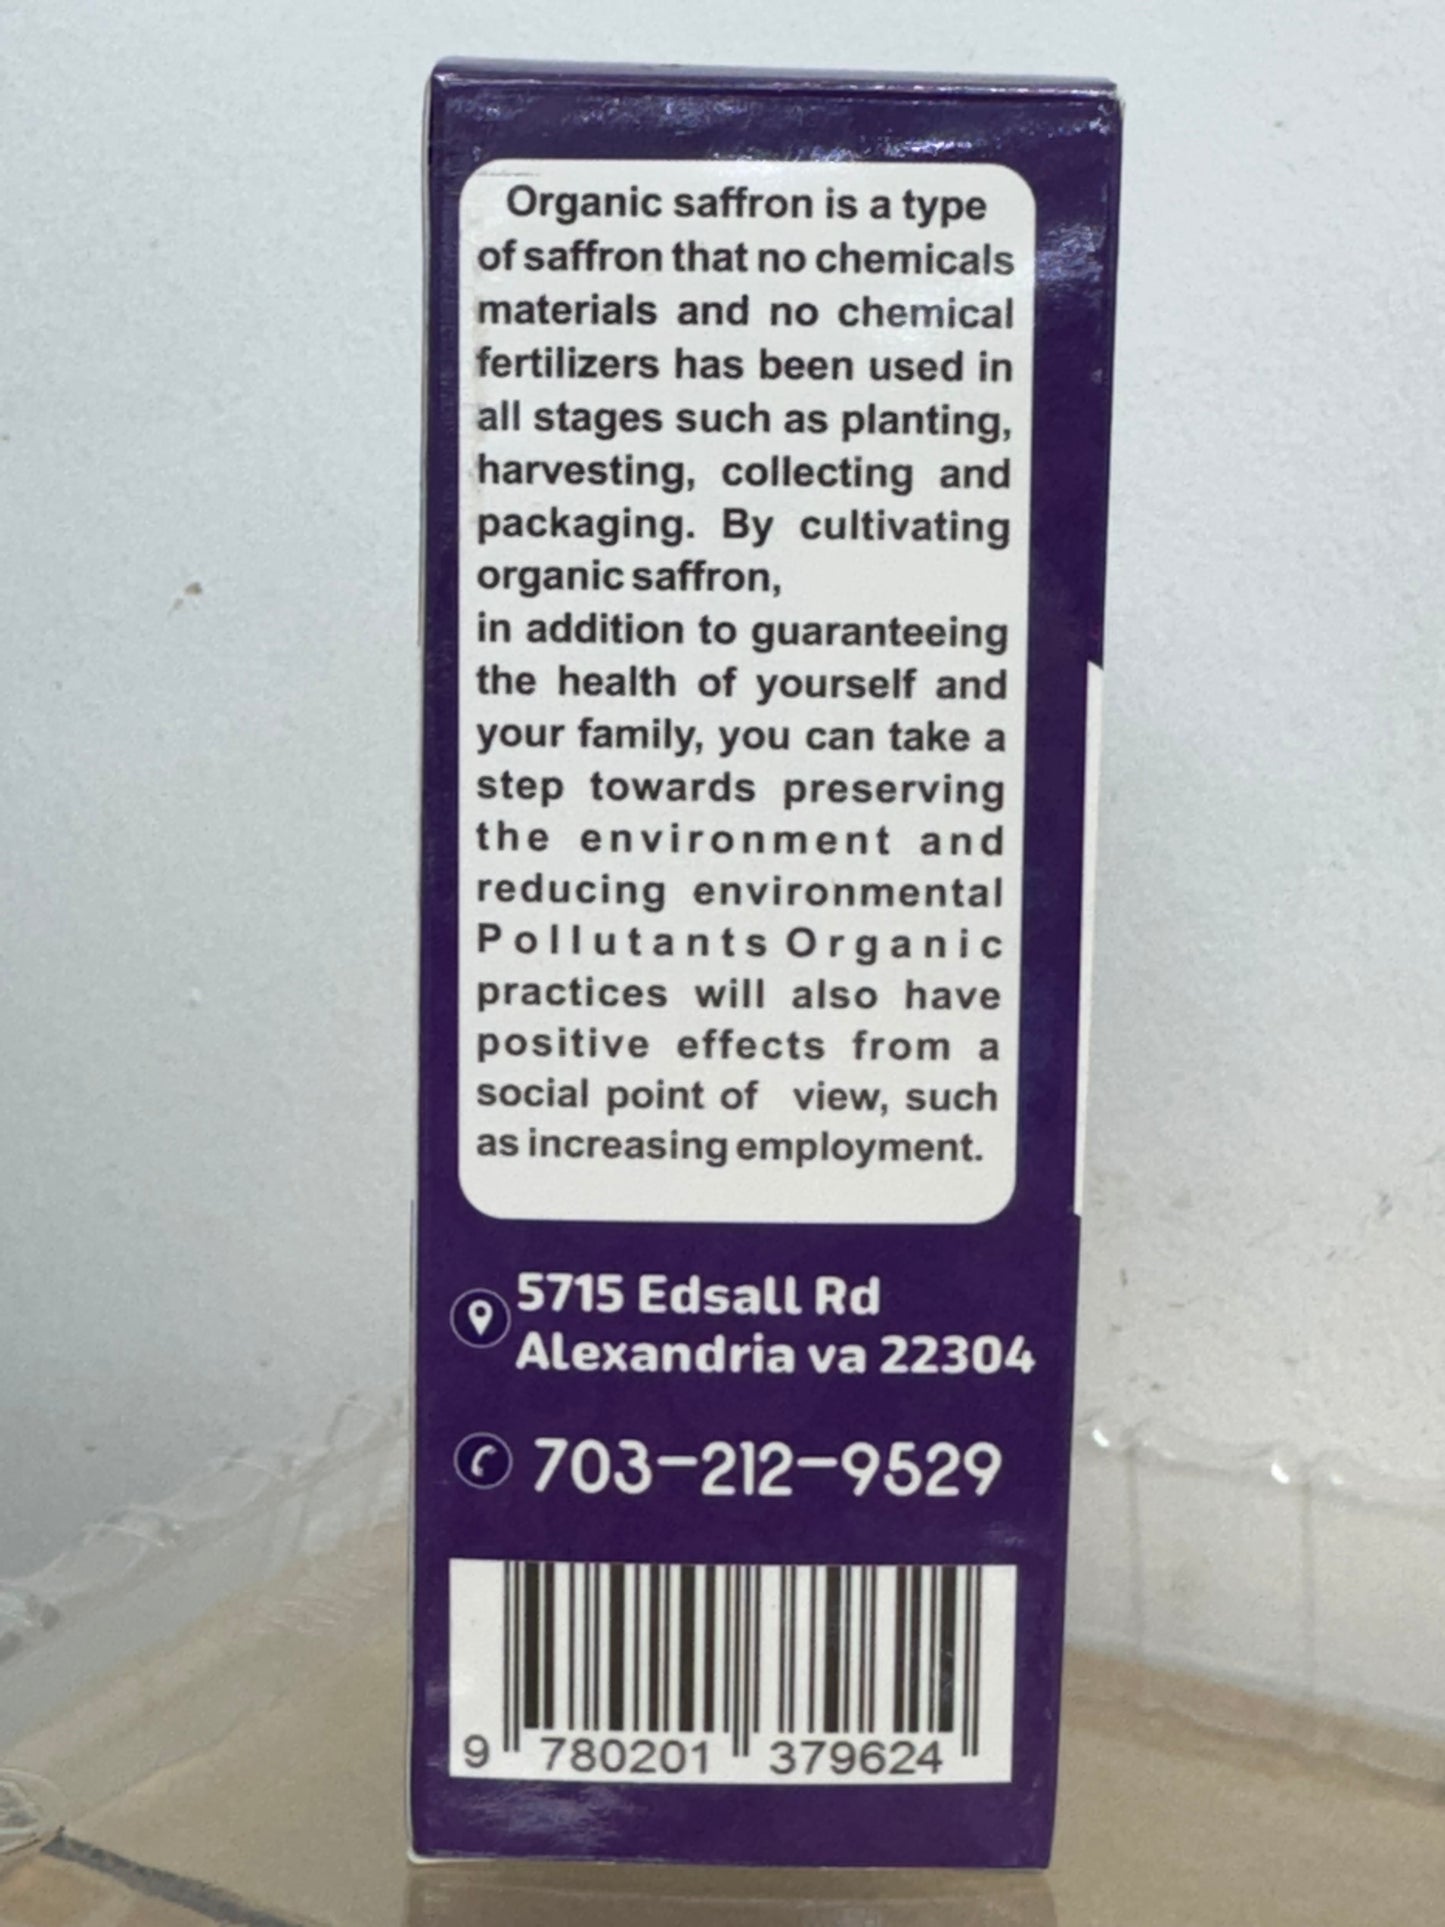 Organic saffron is a type
of saffron that no chemicals
materials and no chemical
fertilizers has been used in
all stages such as planting,
harvesting, collecting and
packaging. By cultivating
organic saffron,
in addition to guaranteeing
the health of yourself and
your family, you can take a
step towards preserving
the environment and
reducing environmental
Pollutants Organic
practices will also have
positive effects from a
social point of view, such
as increasing employment.
5715 Edsall Rd
Alexandria va 22304
703-212-9529
9 780201 379624